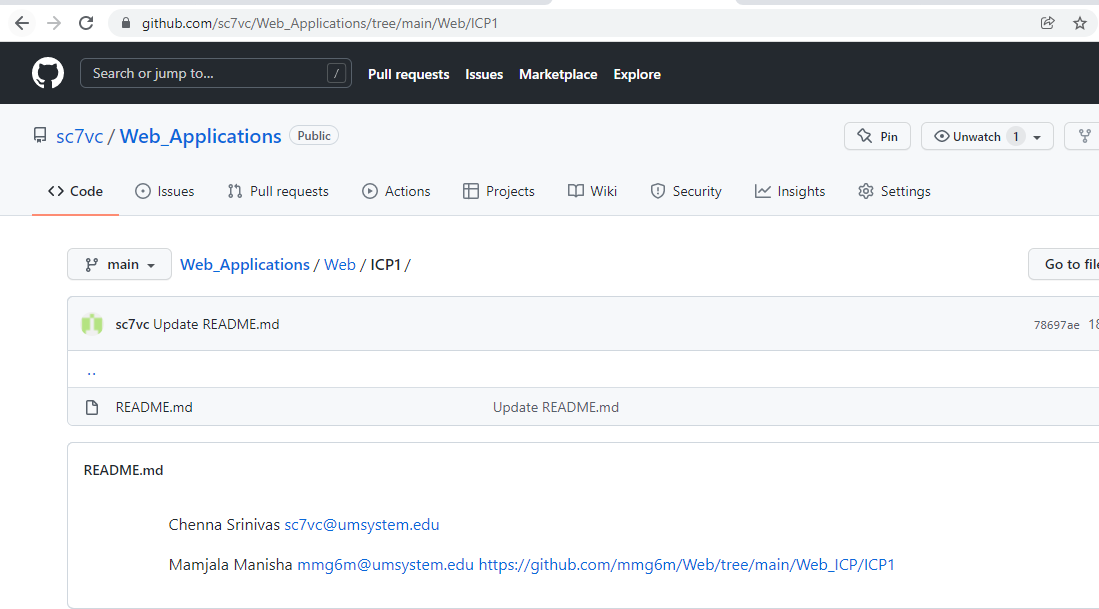 github.com/sc7vc/Web_Applications/tree/main/Web/ICP1
Search or jump to... / Pull requests Issues Marketplace Explore
sc7vc / Web_Applications Public Pin Unwatch 1
Code Issues Pull requests Actions Projects Wiki Security Insights Settings
main Web_Applications / Web / ICP1 / Go to file
sc7vc Update README.md 78697ae 18
..
README.md Update README.md
README.md
Chenna Srinivas sc7vc@umsystem.edu
Mamjala Manisha mmg6m@umsystem.edu https://github.com/mmg6m/Web/tree/main/Web_ICP/ICP1